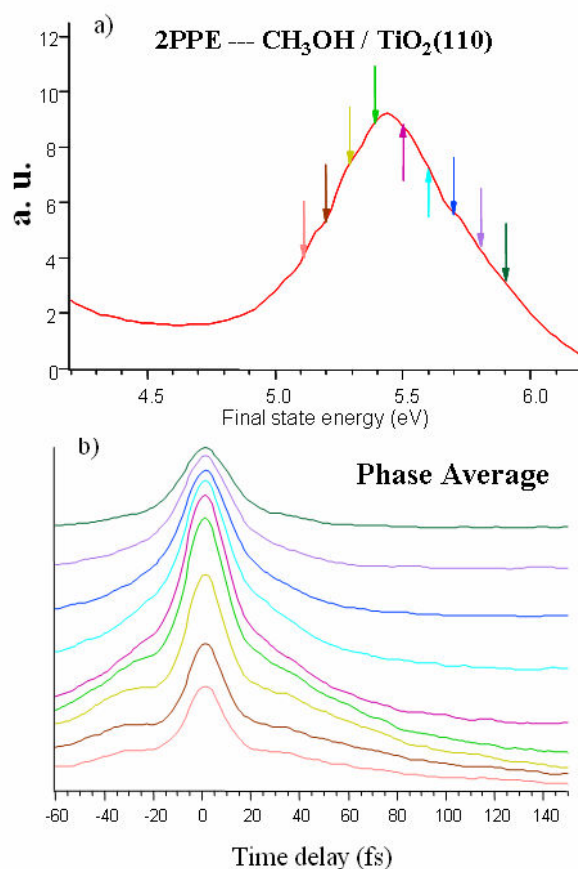 a)
2PPE --- CH₃OH / TiO₂(110)
12
10
8
6
4
2
0
a. u.
4.5 5.0 5.5 6.0
Final state energy (eV)
b)
Phase Average
-60 -40 -20 0 20 40 60 80 100 120 140
Time delay (fs)